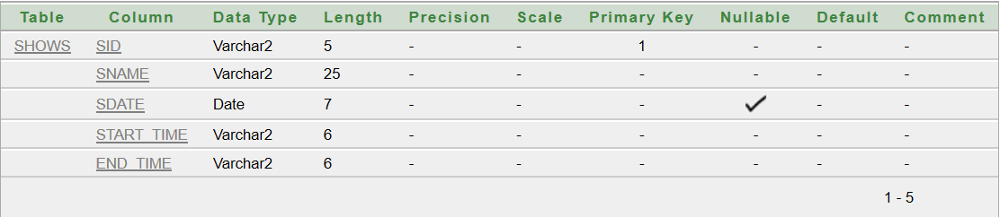 Table Column Data Type Length Precision Scale Primary Key Nullable Default Comment
SHOWS SID Varchar2 5 - - 1 - - -
SNAME Varchar2 25 - - - - - -
SDATE Date 7 - - - ✓ - -
START_TIME Varchar2 6 - - - - - -
END_TIME Varchar2 6 - - - - - -
1 - 5